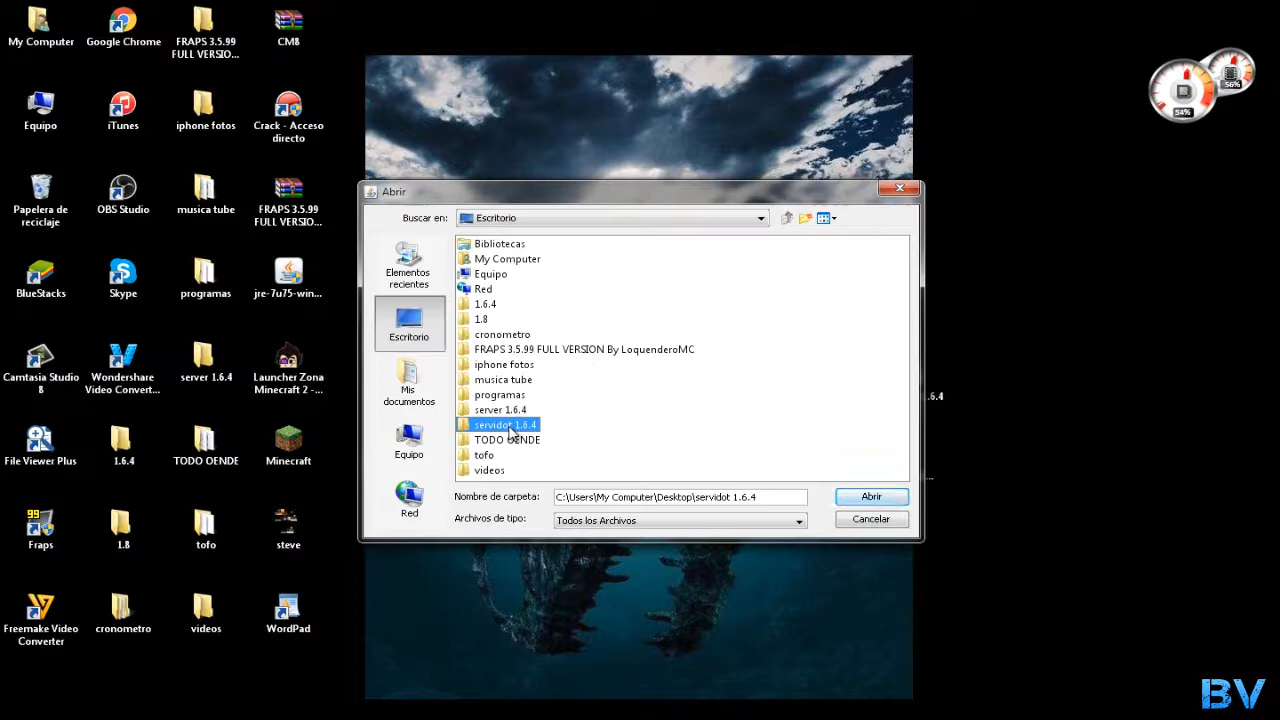 My Computer
Google Chrome
FRAPS 3.5.99
FULL VERSIO...
CM8
Equipo
iTunes
iphone fotos
Crack - Acceso
directo
Papelera de
reciclaje
OBS Studio
musica tube
FRAPS 3.5.99
FULL VERSIO...
BlueStacks
Skype
programas
jre-7u75-win...
Camtasia Studio
8
Wondershare
Video Convert...
server 1.6.4
Launcher Zona
Minecraft 2 -...
File Viewer Plus
1.6.4
TODO OENDE
Minecraft
99
Fraps
1.8
tofo
steve
Freemake Video
Converter
cronometro
videos
WordPad
Abrir
Buscar en:
Escritorio
Elementos
recientes
Escritorio
Mis
documentos
Equipo
Red
Bibliotecas
My Computer
Equipo
Red
1.6.4
1.8
cronometro
FRAPS 3.5.99 FULL VERSION By LoquenderoMC
iphone fotos
musica tube
programas
server 1.6.4
servidot 1.6.4
TODO OENDE
tofo
videos
Nombre de carpeta:
C:\Users\My Computer\Desktop\servidot 1.6.4
Abrir
Archivos de tipo:
Todos los Archivos
Cancelar
.6.4
...
54%
56%
BV